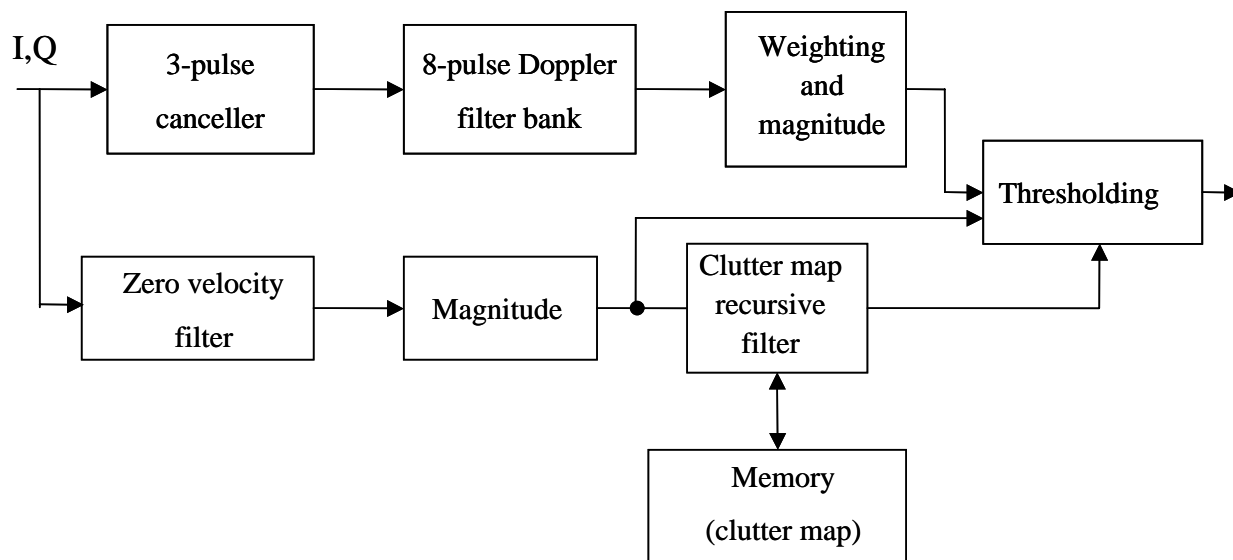 I,Q
3-pulse
canceller
8-pulse Doppler
filter bank
Weighting
and
magnitude
Thresholding
Zero velocity
filter
Magnitude
Clutter map
recursive
filter
Memory
(clutter map)